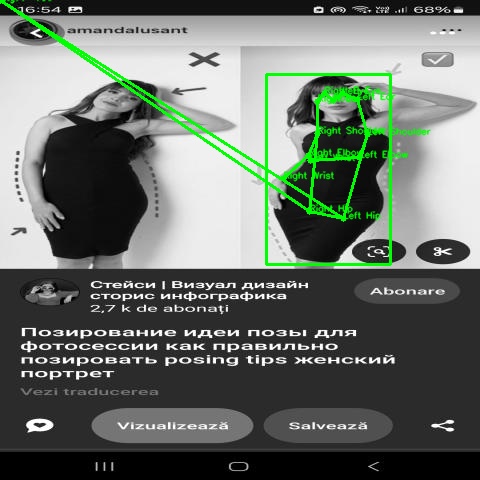 16:54
68%
amandalusant
Right Shoulder
Left Elbow
Right Elbow
Right Wrist
Right Hip
Left Hip
Стейси | Визуал дизайн
сторис инфографика
2,7 k de abonați
Abonare
Позирование идеи позы для
фотосессии как правильно
позировать posing tips женский
портрет
Vezi traducerea
Vizualizează
Salvează